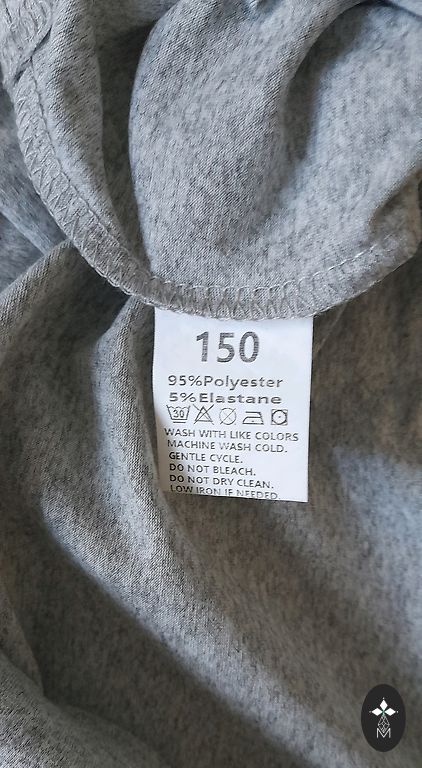 150
95%Polyester
5%Elastane
30
WASH WITH LIKE COLORS
MACHINE WASH COLD.
GENTLE CYCLE.
DO NOT BLEACH.
DO NOT DRY CLEAN.
LOW IRON IF NEEDED
M